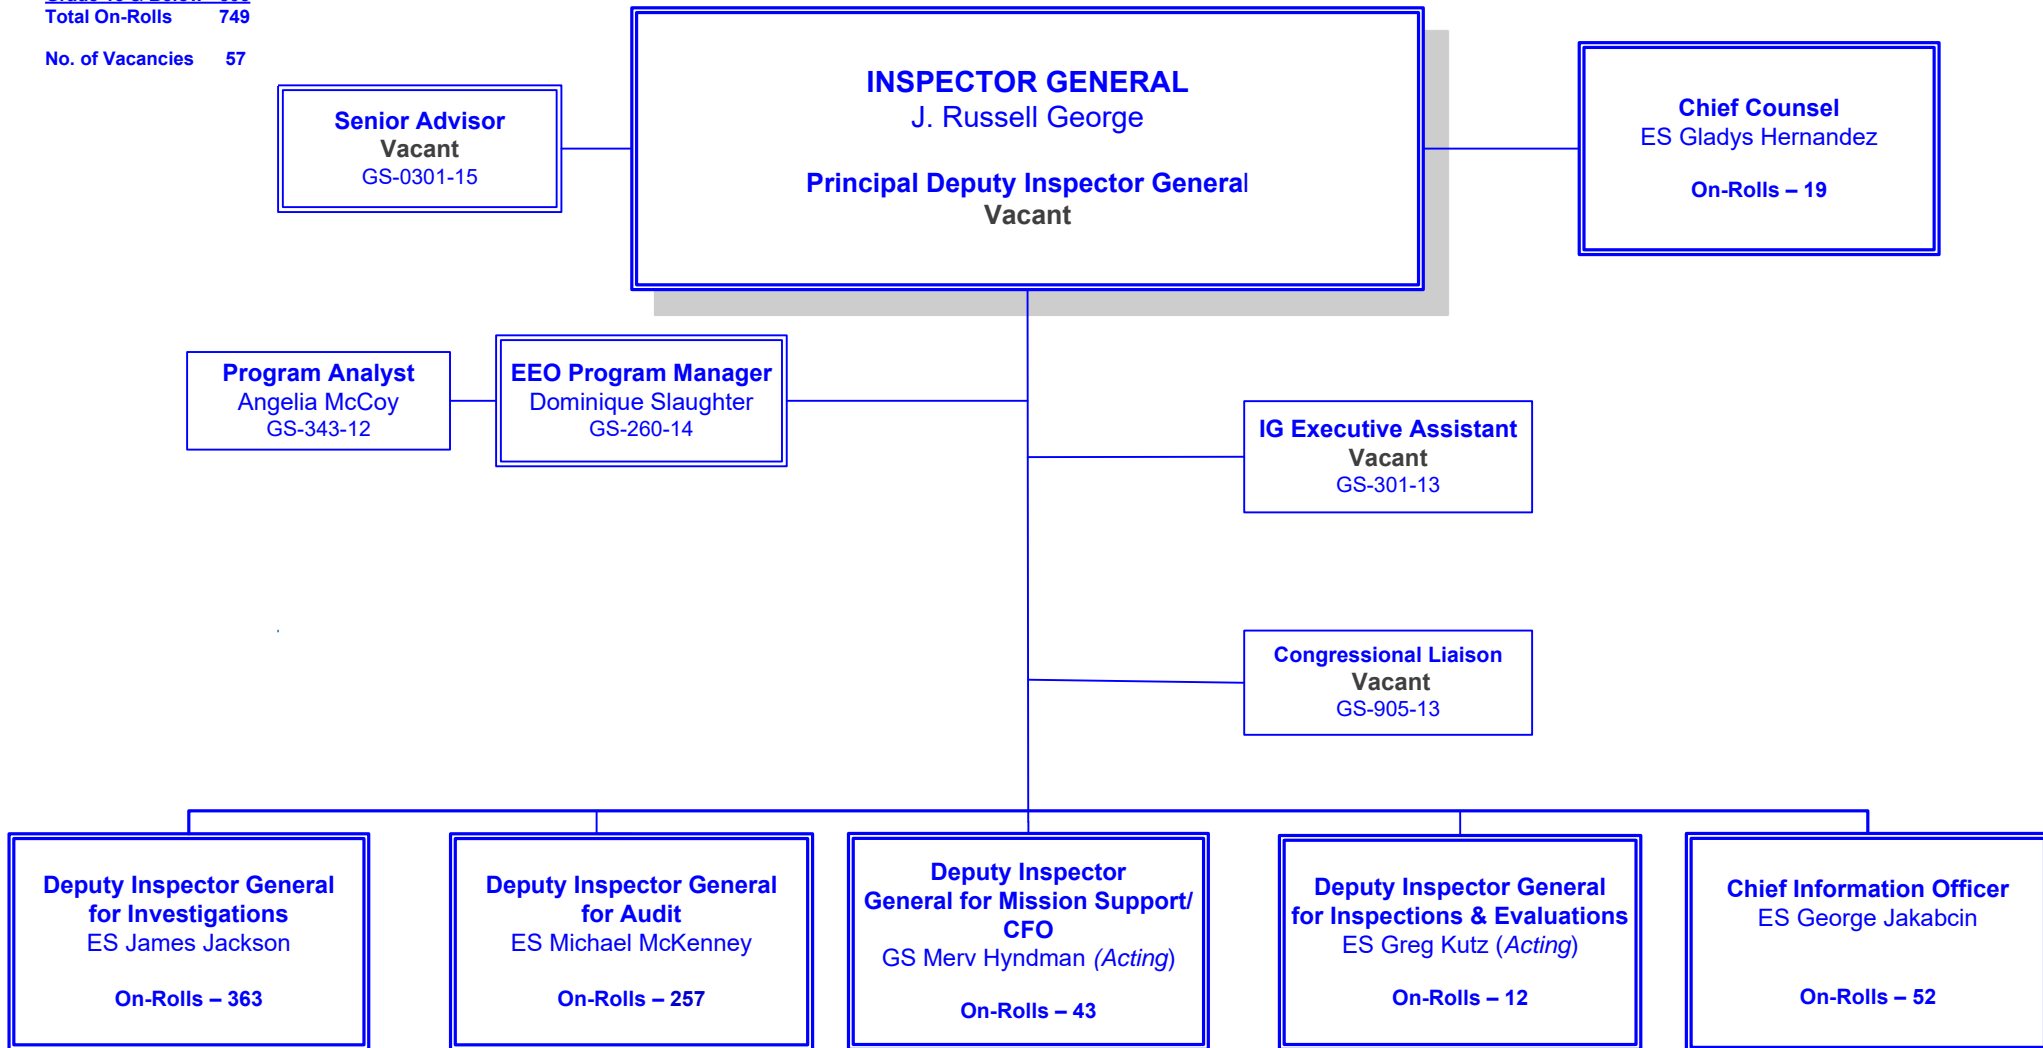 Total On-Rolls 749
No. of Vacancies 57
INSPECTOR GENERAL
J. Russell George
Principal Deputy Inspector General
Vacant
Senior Advisor
Vacant
GS-0301-15
Chief Counsel
ES Gladys Hernandez
On-Rolls – 19
Program Analyst
Angelia McCoy
GS-343-12
EEO Program Manager
Dominique Slaughter
GS-260-14
IG Executive Assistant
Vacant
GS-301-13
Congressional Liaison
Vacant
GS-905-13
Deputy Inspector General
for Investigations
ES James Jackson
On-Rolls – 363
Deputy Inspector General
for Audit
ES Michael McKenney
On-Rolls – 257
Deputy Inspector
General for Mission Support/
CFO
GS Merv Hyndman (Acting)
On-Rolls – 43
Deputy Inspector General
for Inspections & Evaluations
ES Greg Kutz (Acting)
On-Rolls – 12
Chief Information Officer
ES George Jakabcin
On-Rolls – 52